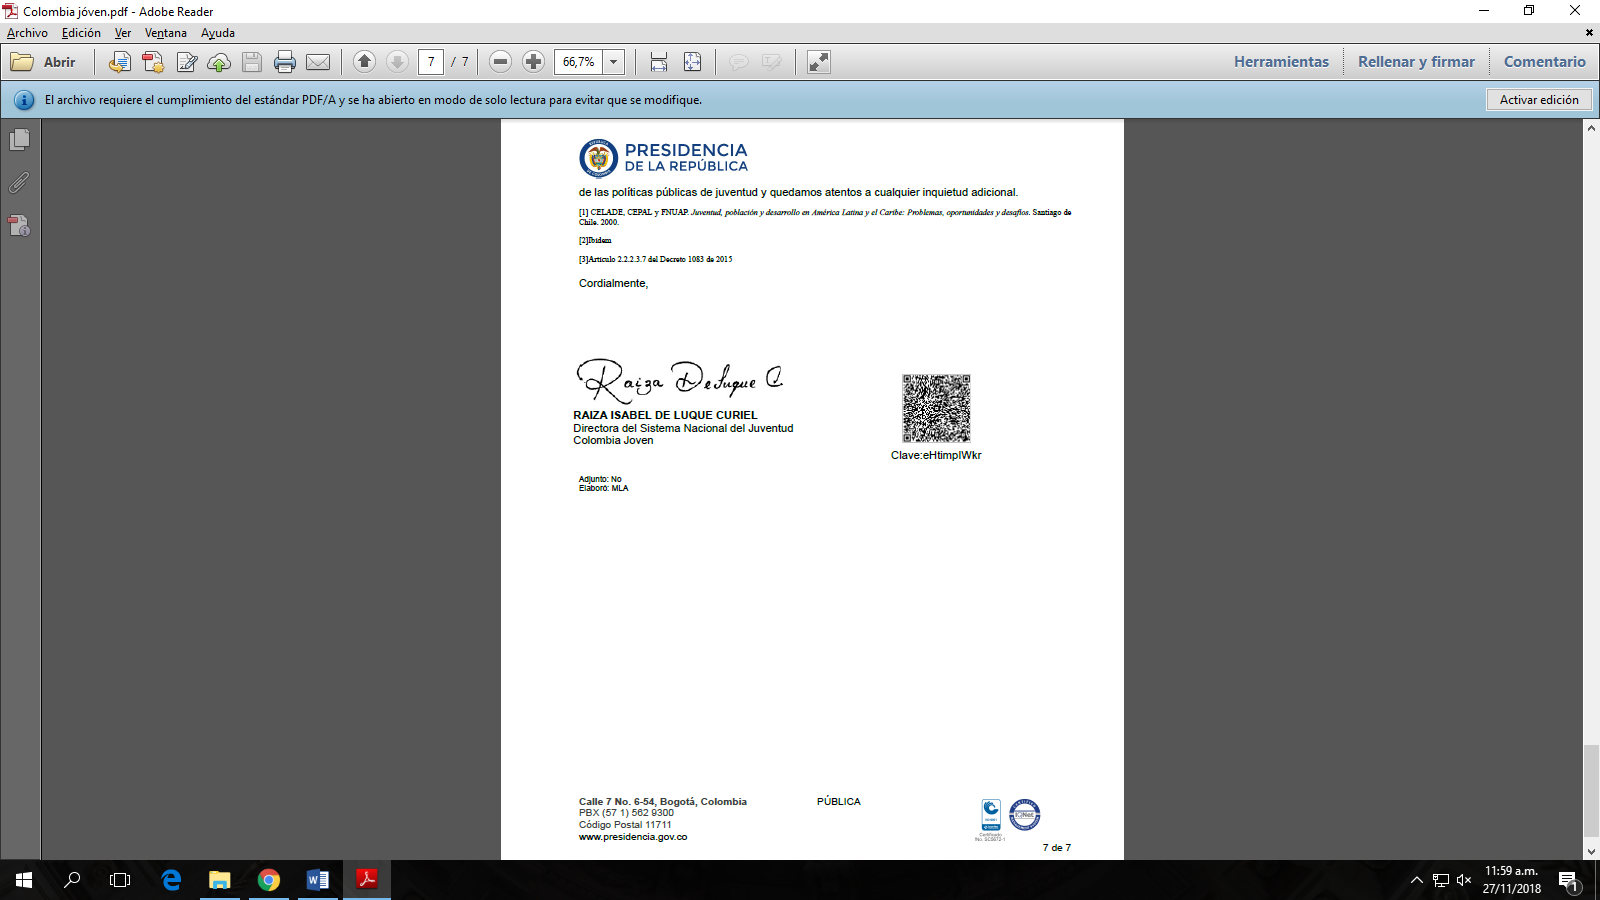 Colombia jóven.pdf - Adobe Reader
Archivo Edición Ver Ventana Ayuda
Abrir 7 / 7 66,7% Herramientas Rellenar y firmar Comentario
El archivo requiere el cumplimiento del estándar PDF/A y se ha abierto en modo de solo lectura para evitar que se modifique. Activar edición
PRESIDENCIA
DE LA REPÚBLICA
de las políticas públicas de juventud y quedamos atentos a cualquier inquietud adicional.
[1] CELADE, CEPAL y FNUAP. Juventud, población y desarrollo en América Latina y el Caribe: Problemas, oportunidades y desafíos. Santiago de
Chile. 2000.
[2]Ibidem
[3]Artículo 2.2.2.3.7 del Decreto 1083 de 2015
Cordialmente,
Raiza DeLuque C.
RAIZA ISABEL DE LUQUE CURIEL
Directora del Sistema Nacional del Juventud
Colombia Joven
Clave:eHtimpIWkr
Adjunto: No
Elaboró: MLA
Calle 7 No. 6-54, Bogotá, Colombia
PBX (57 1) 562 9300
Código Postal 11711
www.presidencia.gov.co
PÚBLICA
Certificado
No. SC5672-1
7 de 7
11:59 a.m.
27/11/2018
1